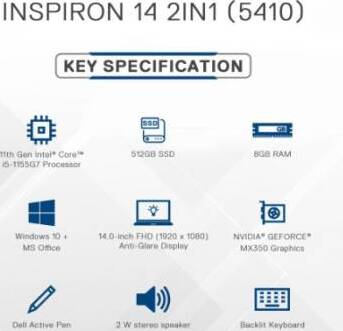 INSPIRON 14 2IN1 (5410)
KEY SPECIFICATION
SSD
GB
11th Gen Intel® Core™
i5-1155G7 Processor
512GB SSD
8GB RAM
Windows 10 +
MS Office
14.0-inch FHD (1920 x 1080)
Anti-Glare Display
NVIDIA® GEFORCE®
MX350 Graphics
Dell Active Pen
2 W stereo speaker
Backlit Keyboard